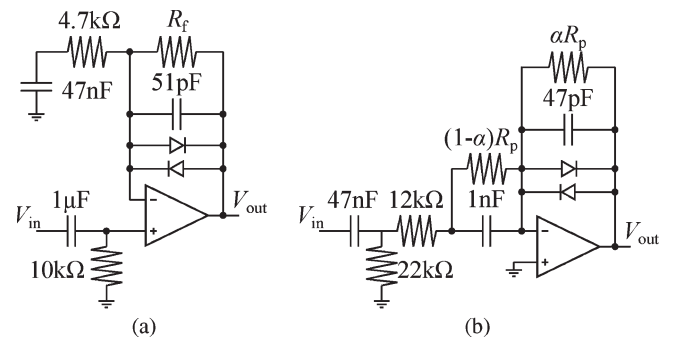 4.7kΩ
R_f
47nF
51pF
1μF
V_in
10kΩ
−
+
V_out
(a)
αR_p
47pF
(1-α)R_p
V_in
47nF
12kΩ
1nF
22kΩ
−
+
V_out
(b)